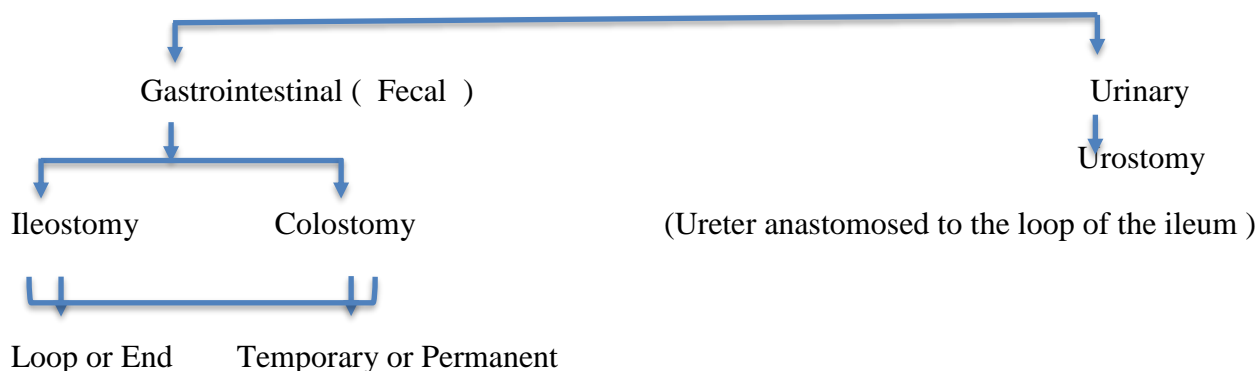 Gastrointestinal ( Fecal ) Urinary
Urostomy
Ileostomy Colostomy (Ureter anastomosed to the loop of the ileum )
Loop or End Temporary or Permanent